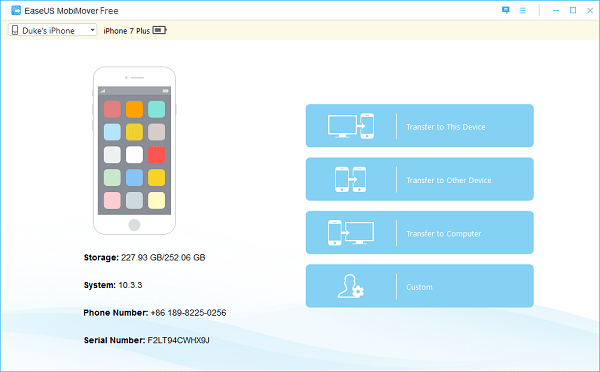 EaseUS MobiMover Free
Duke's iPhone iPhone 7 Plus
Transfer to This Device
Transfer to Other Device
Transfer to Computer
Custom
Storage: 227.93 GB/252.06 GB
System: 10.3.3
Phone Number: +86 189-8225-0256
Serial Number: F2LT94CWHX9J